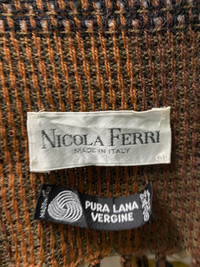 NICOLA FERRI
MADE IN ITALY
PURA LANA
VERGINE